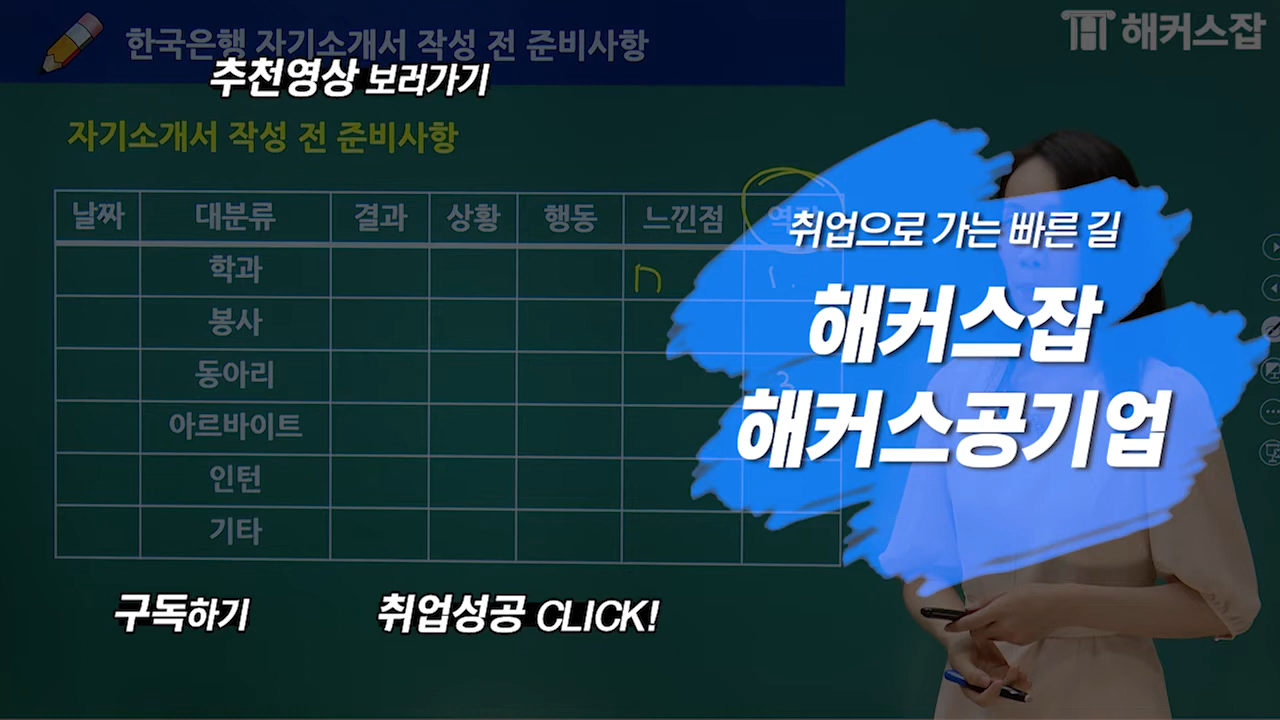 한국은행 자기소개서 작성 전 준비사항
해커스잡
추천영상 보러가기
자기소개서 작성 전 준비사항
날짜 대분류 결과 상황 행동 느낀점
학과 n 1.
봉사
동아리 3
아르바이트
인턴
기타
취업으로 가는 빠른 길
해커스잡
해커스공기업
구독하기 취업성공 CLICK!